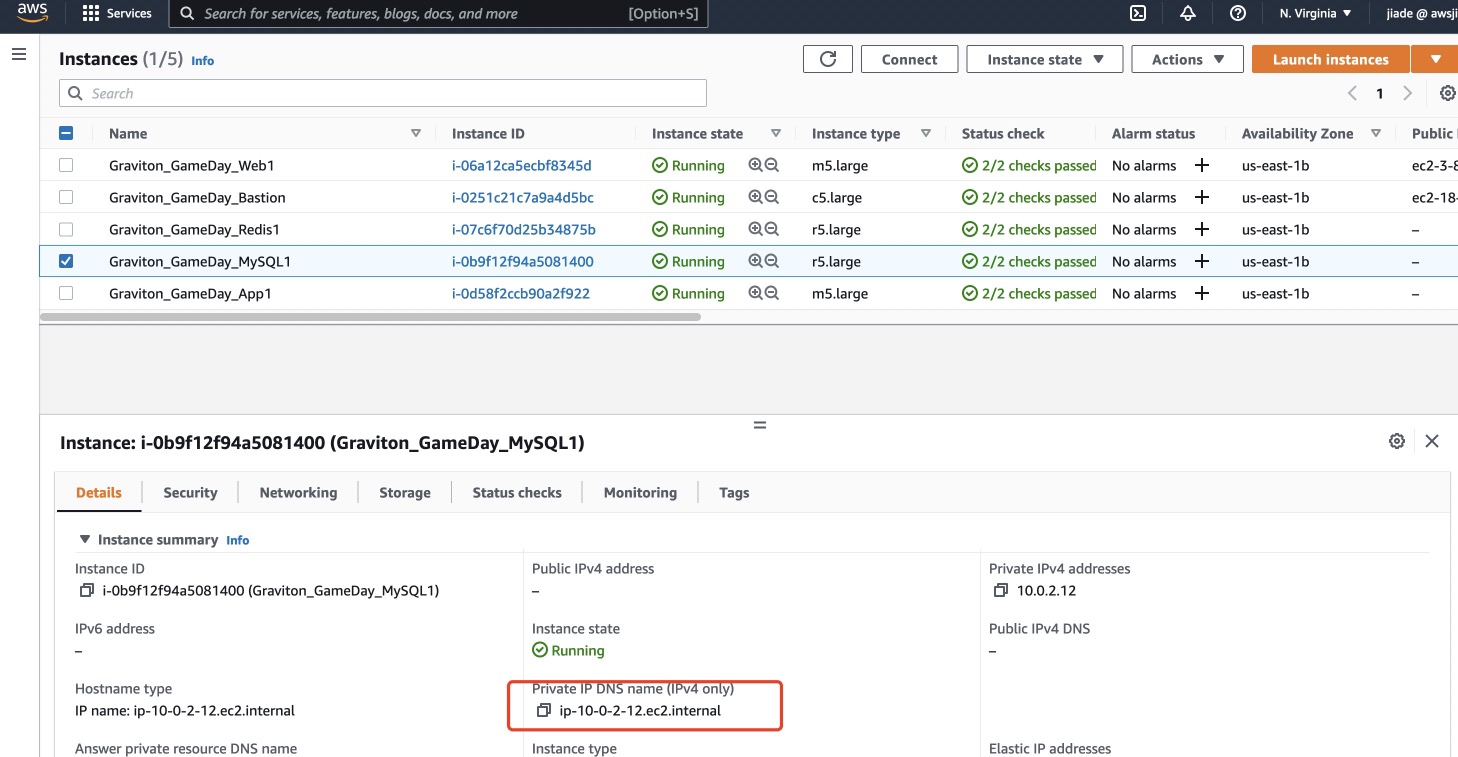 aws Services Search for services, features, blogs, docs, and more [Option+S] N. Virginia ▼ jiade @ awsji
Instances (1/5) Info Connect Instance state ▼ Actions ▼ Launch instances ▼
Search 1
Name Instance ID Instance state Instance type Status check Alarm status Availability Zone Public
Graviton_GameDay_Web1 i-06a12ca5ecbf8345d Running m5.large 2/2 checks passed No alarms + us-east-1b ec2-3-8
Graviton_GameDay_Bastion i-0251c21c7a9a4d5bc Running c5.large 2/2 checks passed No alarms + us-east-1b ec2-18-
Graviton_GameDay_Redis1 i-07c6f70d25b34875b Running r5.large 2/2 checks passed No alarms + us-east-1b –
Graviton_GameDay_MySQL1 i-0b9f12f94a5081400 Running r5.large 2/2 checks passed No alarms + us-east-1b –
Graviton_GameDay_App1 i-0d58f2ccb90a2f922 Running m5.large 2/2 checks passed No alarms + us-east-1b –
Instance: i-0b9f12f94a5081400 (Graviton_GameDay_MySQL1)
Details Security Networking Storage Status checks Monitoring Tags
▼ Instance summary Info
Instance ID Public IPv4 address Private IPv4 addresses
i-0b9f12f94a5081400 (Graviton_GameDay_MySQL1) – 10.0.2.12
IPv6 address Instance state Public IPv4 DNS
– Running –
Hostname type Private IP DNS name (IPv4 only)
IP name: ip-10-0-2-12.ec2.internal ip-10-0-2-12.ec2.internal
Answer private resource DNS name Instance type Elastic IP addresses